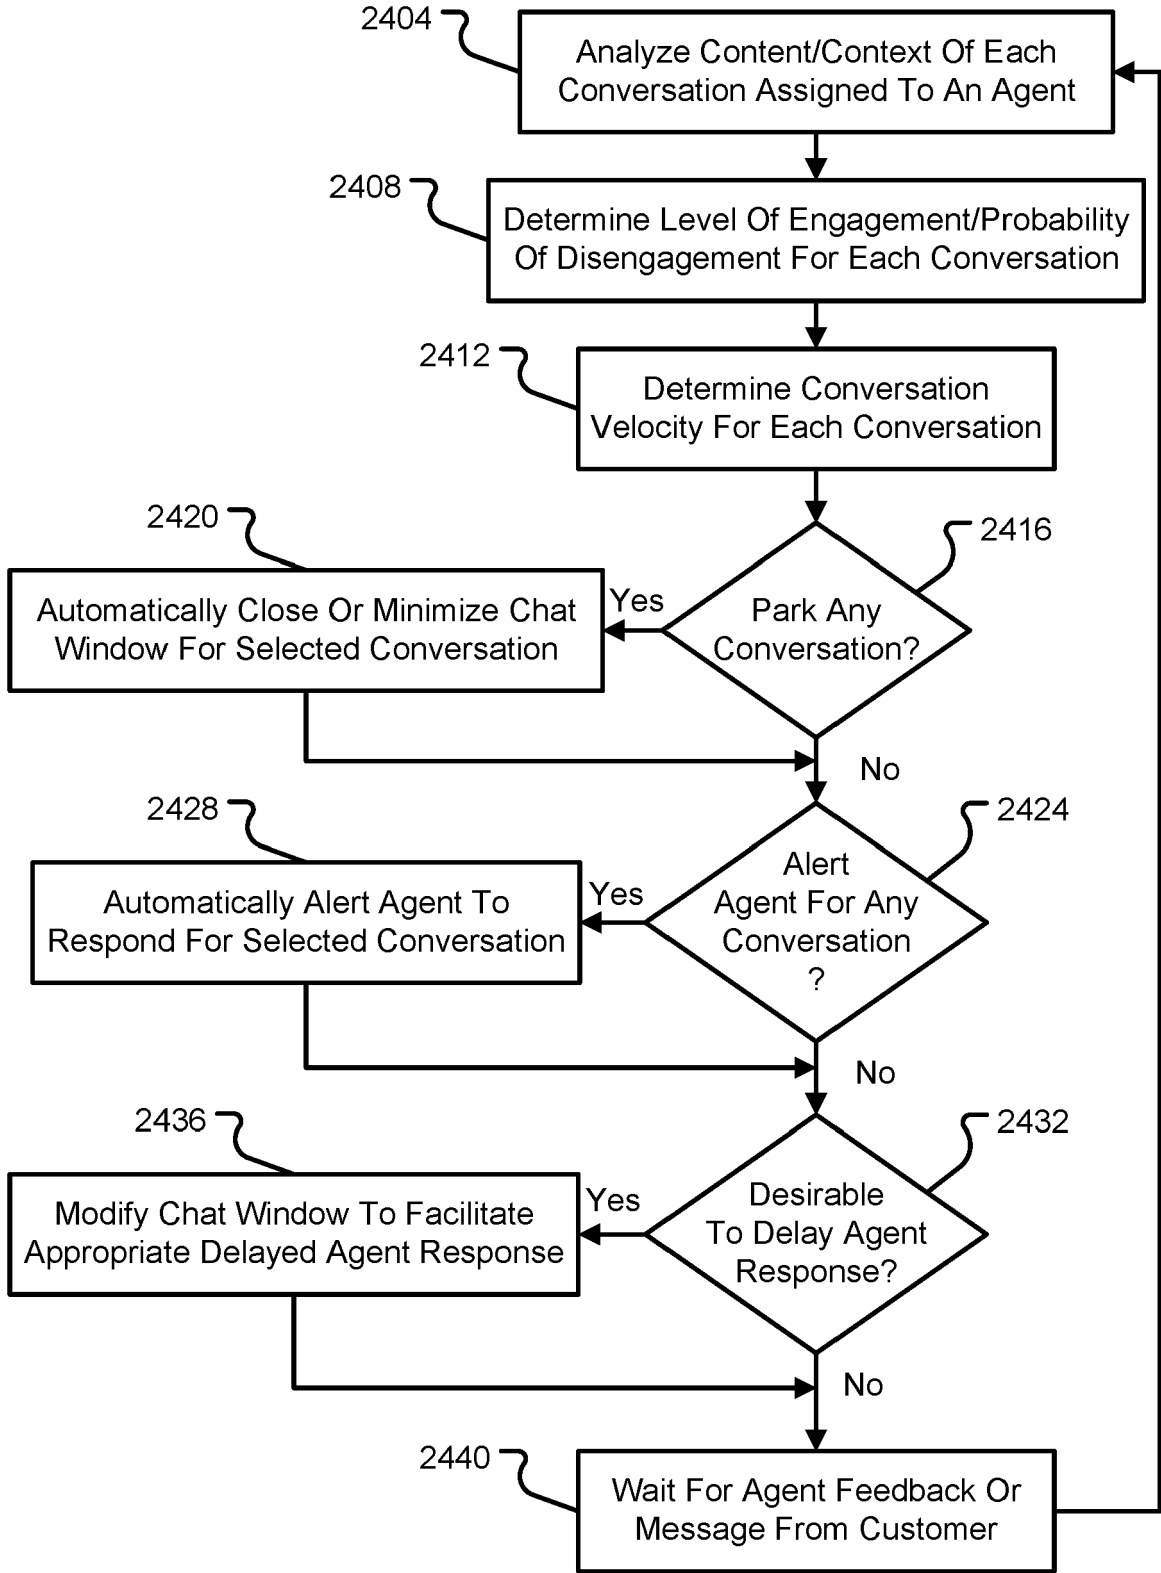 2404
Analyze Content/Context Of Each
Conversation Assigned To An Agent
2408
Determine Level Of Engagement/Probability
Of Disengagement For Each Conversation
2412
Determine Conversation
Velocity For Each Conversation
2420
2416
Automatically Close Or Minimize Chat
Window For Selected Conversation
Yes
Park Any
Conversation?
No
2428
2424
Automatically Alert Agent To
Respond For Selected Conversation
Yes
Alert
Agent For Any
Conversation
?
No
2436
2432
Modify Chat Window To Facilitate
Appropriate Delayed Agent Response
Yes
Desirable
To Delay Agent
Response?
No
2440
Wait For Agent Feedback Or
Message From Customer